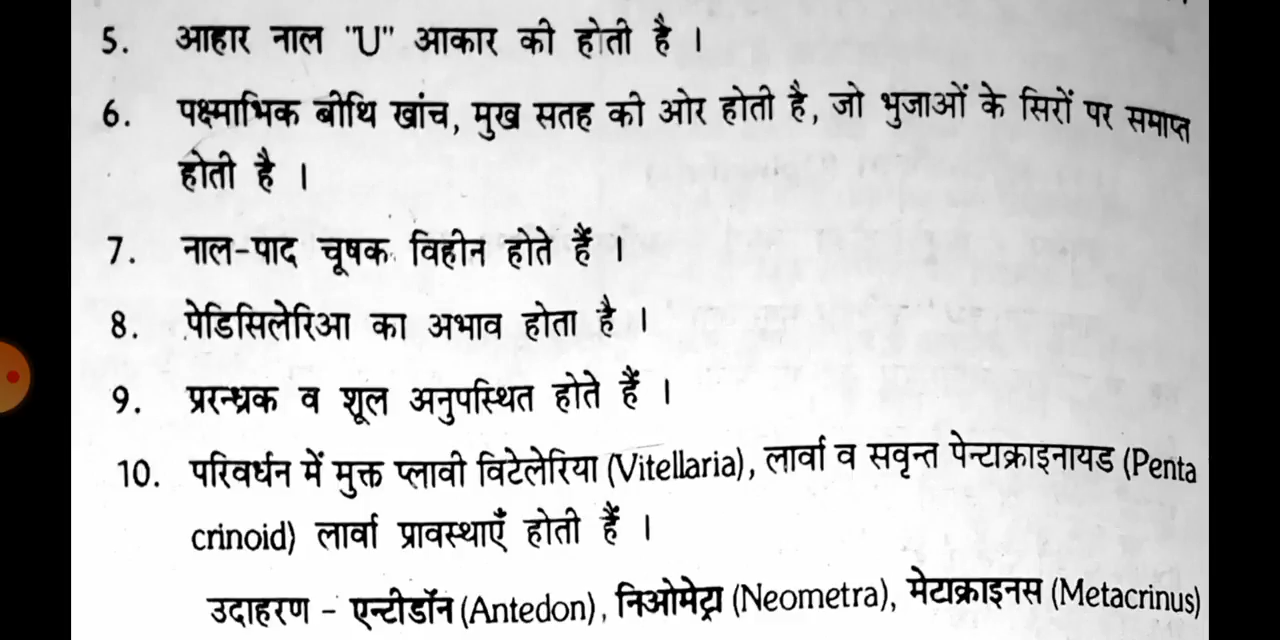 5. आहार नाल "U" आकार की होती है ।
6. पक्ष्माभिक बीथि खांच, मुख सतह की ओर होती है, जो भुजाओं के सिरों पर समाप्त
होती है ।
7. नाल-पाद चूषक विहीन होते हैं ।
8. पेडिसिलेरिआ का अभाव होता है ।
9. प्ररन्ध्रक व शूल अनुपस्थित होते हैं ।
10. परिवर्धन में मुक्त प्लावी विटेलेरिया (Vitellaria), लार्वा व सवृन्त पेन्टाक्राइनायड (Penta
crinoid) लार्वा प्रावस्थाएँ होती हैं ।
उदाहरण - एन्टीडॉन (Antedon), निओमेट्रा (Neometra), मेटाक्राइनस (Metacrinus)